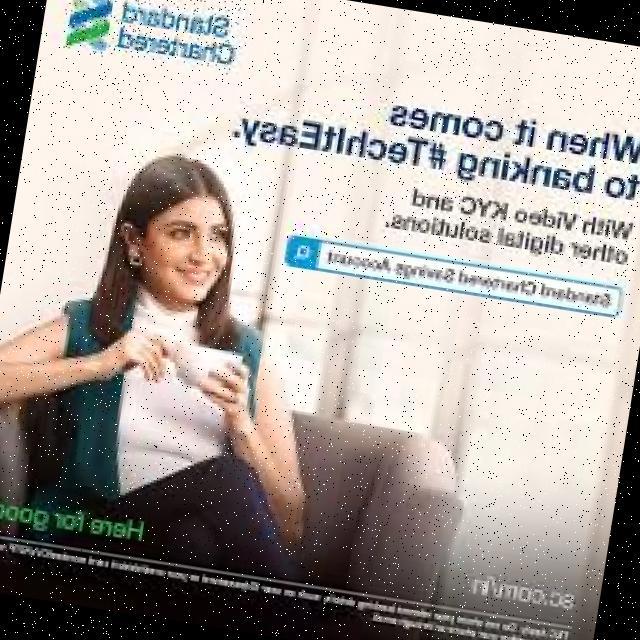 Standard
Chartered
When it comes
to banking #TechItEasy.
With Video KYC and
other digital solutions.
Standard Chartered Savings Account
Here for good
sc.com/in